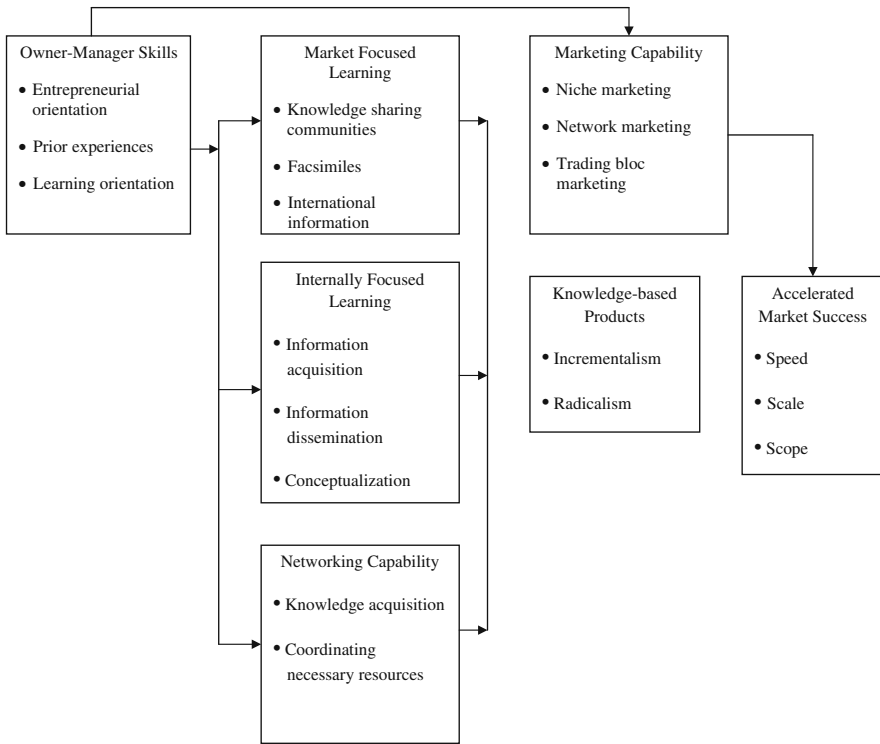 Owner-Manager Skills
• Entrepreneurial
orientation
• Prior experiences
• Learning orientation
Market Focused
Learning
• Knowledge sharing
communities
• Facsimiles
• International
information
Marketing Capability
• Niche marketing
• Network marketing
• Trading bloc
marketing
Internally Focused
Learning
• Information
acquisition
• Information
dissemination
• Conceptualization
Knowledge-based
Products
• Incrementalism
• Radicalism
Accelerated
Market Success
• Speed
• Scale
• Scope
Networking Capability
• Knowledge acquisition
• Coordinating
necessary resources